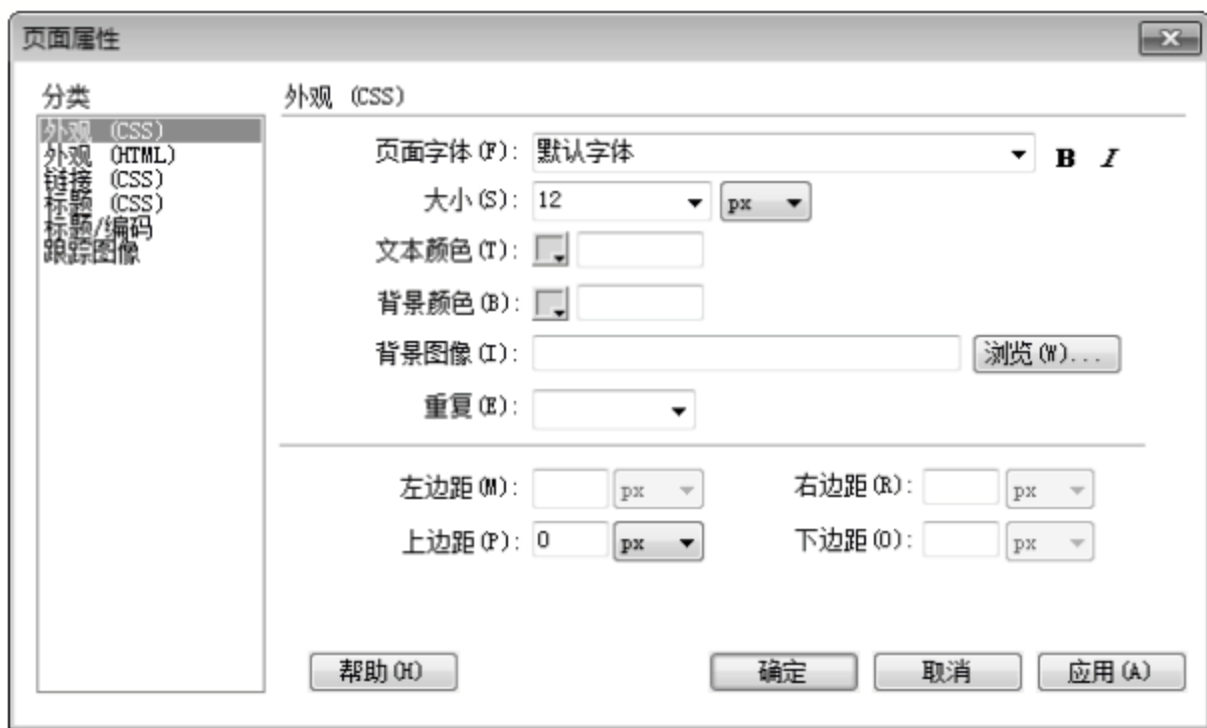 页面属性
分类
外观 (CSS)
外观 (HTML)
链接 (CSS)
标题 (CSS)
标题/编码
跟踪图像
外观 (CSS)
页面字体(F): 默认字体 B I
大小(S): 12 px
文本颜色(T):
背景颜色(B):
背景图像(I): 浏览(W)...
重复(E):
左边距(M): px 右边距(R): px
上边距(P): 0 px 下边距(O): px
帮助(H) 确定 取消 应用(A)